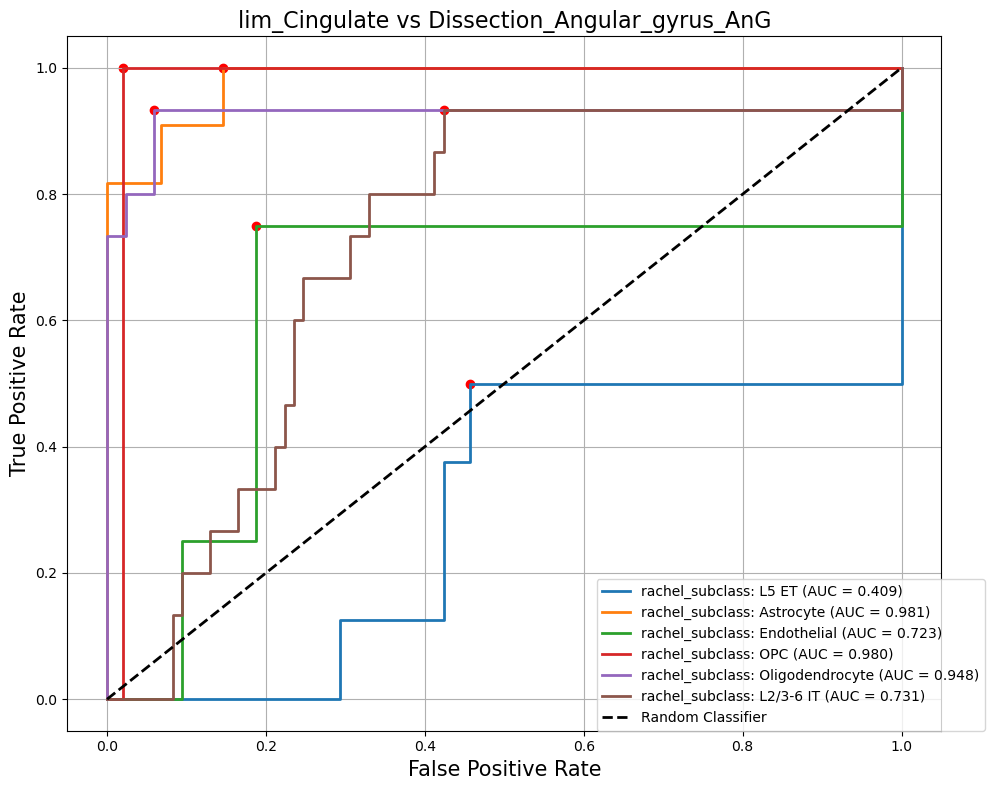 lim_Cingulate vs Dissection_Angular_gyrus_AnG
True Positive Rate
1.0
0.8
0.6
0.4
0.2
0.0
rachel_subclass: L5 ET (AUC = 0.409)
rachel_subclass: Astrocyte (AUC = 0.981)
rachel_subclass: Endothelial (AUC = 0.723)
rachel_subclass: OPC (AUC = 0.980)
rachel_subclass: Oligodendrocyte (AUC = 0.948)
rachel_subclass: L2/3-6 IT (AUC = 0.731)
Random Classifier
0.0 0.2 0.4 0.6 0.8 1.0
False Positive Rate